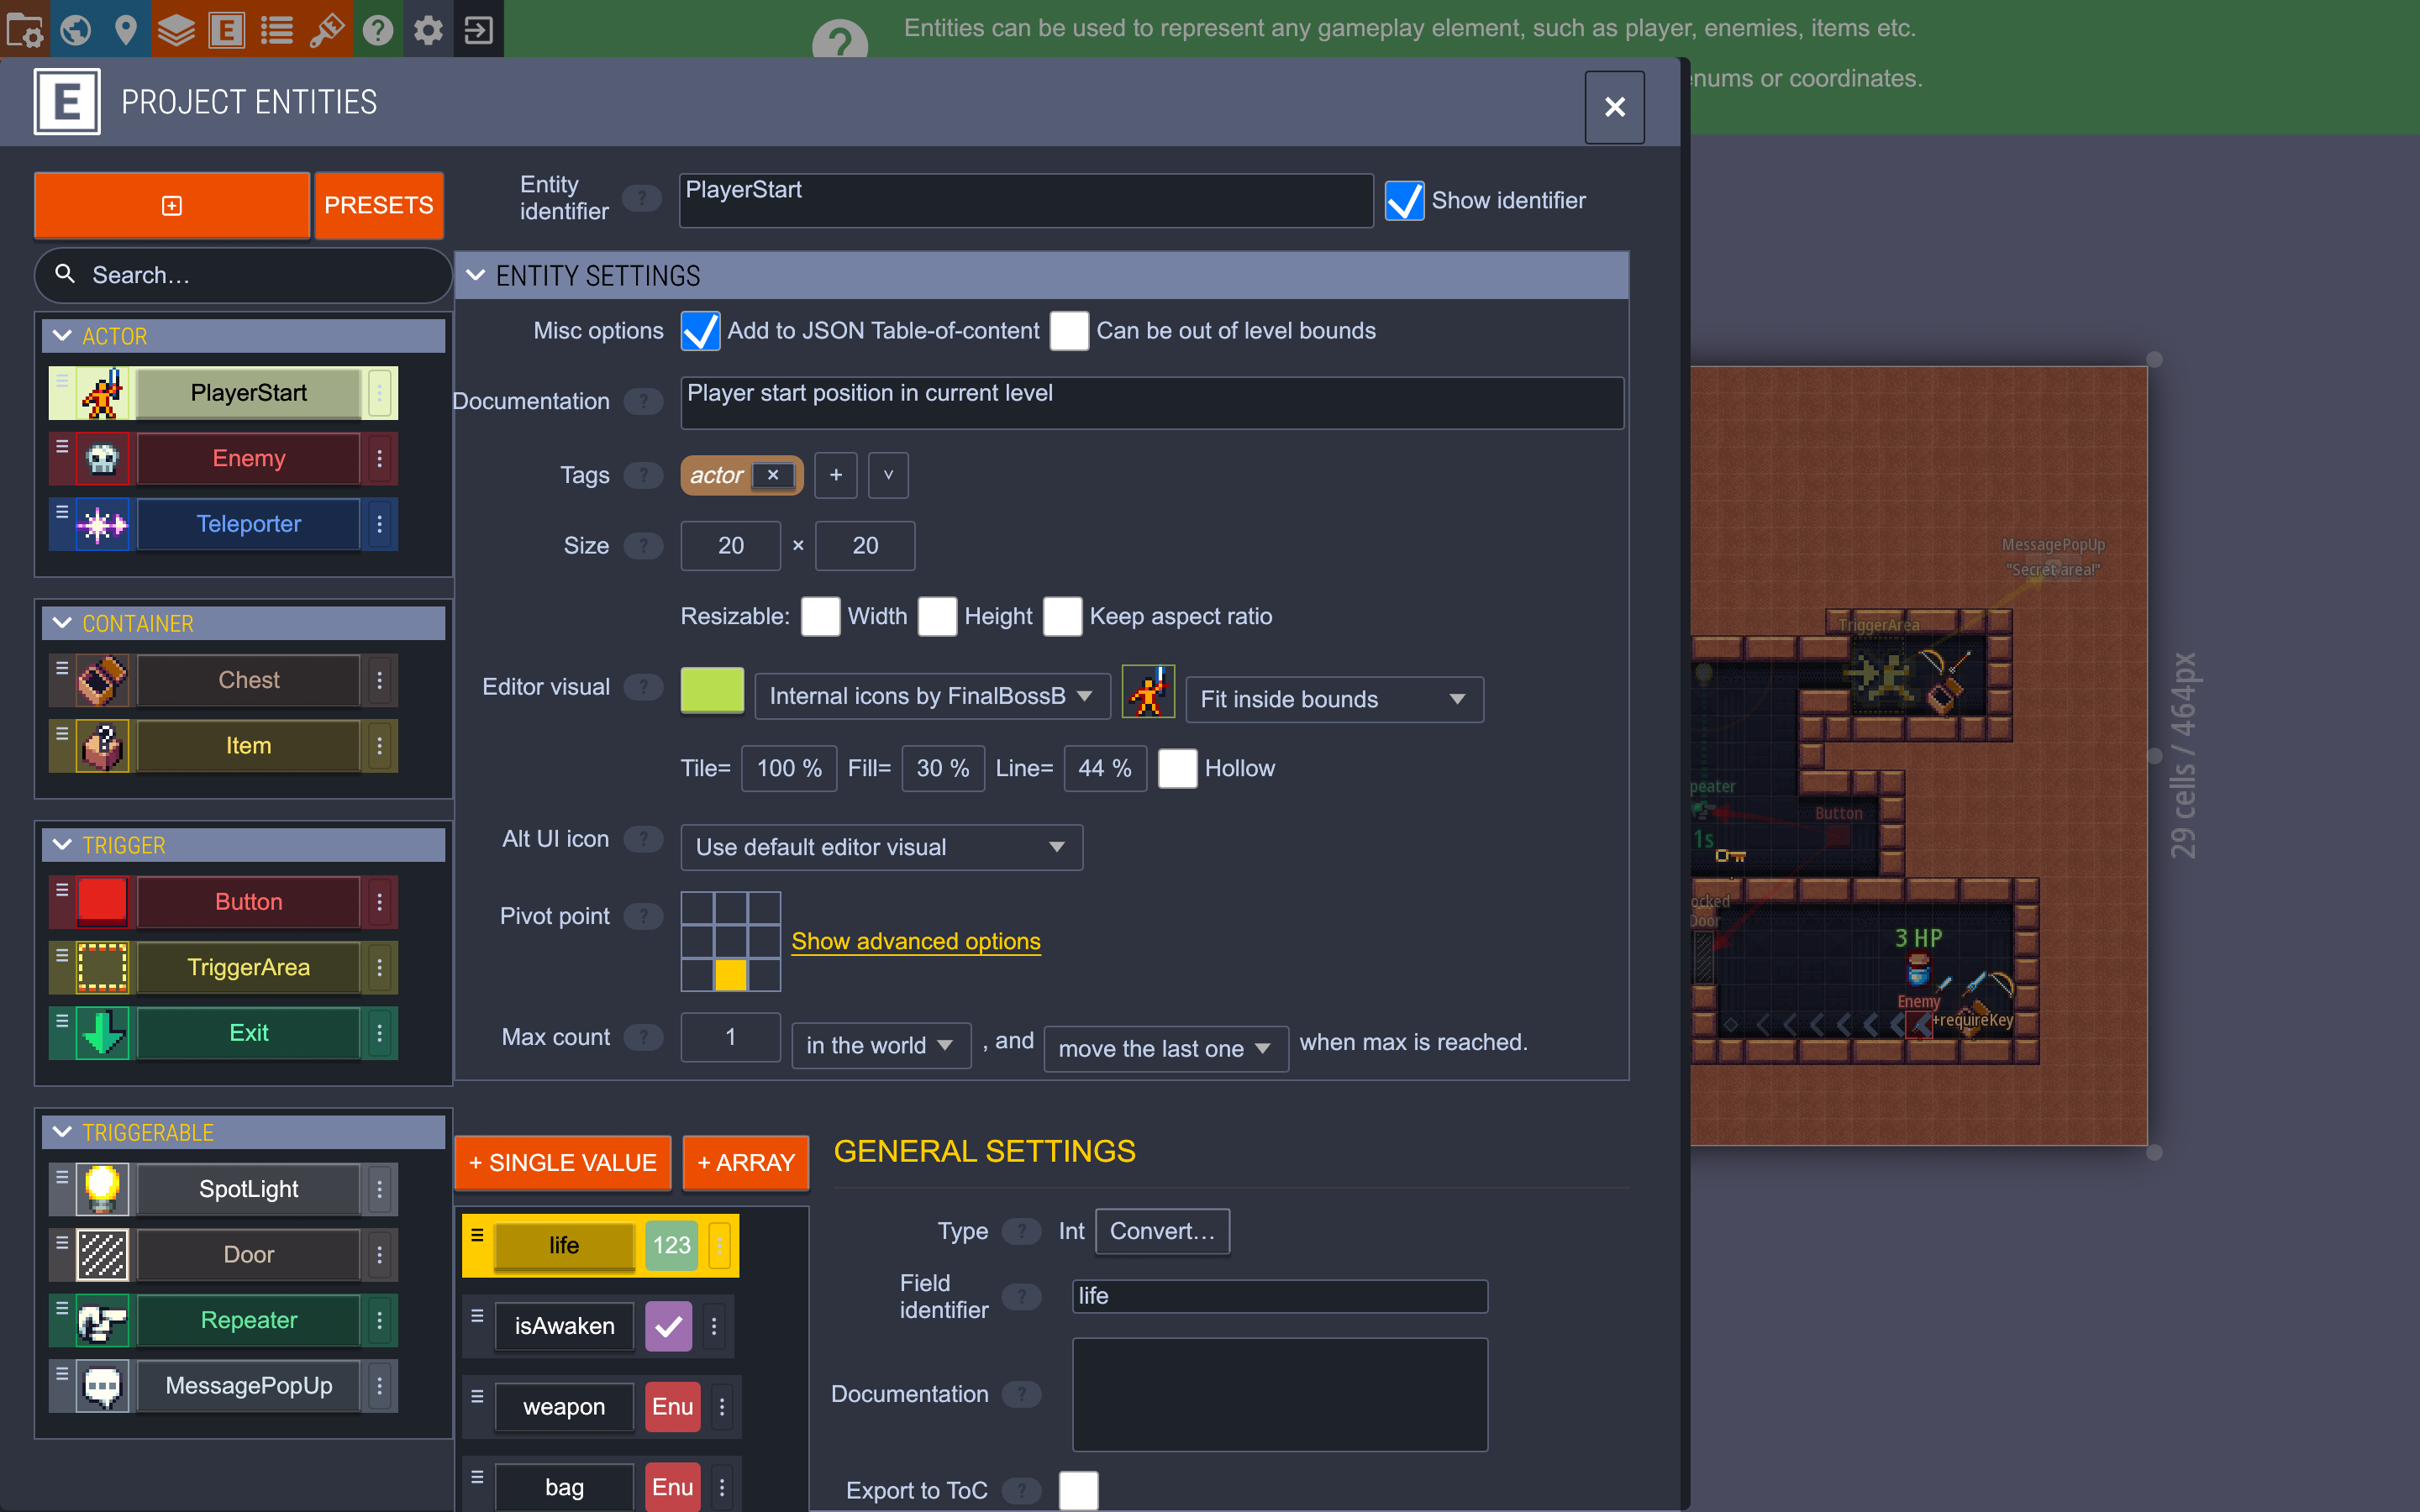 Entities can be used to represent any gameplay element, such as player, enemies, items etc.
enums or coordinates.
E PROJECT ENTITIES
PRESETS
Search...
ACTOR
PlayerStart
Enemy
Teleporter
CONTAINER
Chest
Item
TRIGGER
Button
TriggerArea
Exit
TRIGGERABLE
SpotLight
Door
Repeater
MessagePopUp
Entity identifier ? PlayerStart Show identifier
ENTITY SETTINGS
Misc options Add to JSON Table-of-content Can be out of level bounds
Documentation ? Player start position in current level
Tags ? actor × + v
Size ? 20 × 20
Resizable: Width Height Keep aspect ratio
Editor visual ? Internal icons by FinalBossB Fit inside bounds
Tile= 100 % Fill= 30 % Line= 44 % Hollow
Alt UI icon ? Use default editor visual
Pivot point ? Show advanced options
Max count ? 1 in the world , and move the last one when max is reached.
+ SINGLE VALUE + ARRAY
life 123
isAwaken
weapon Enu
bag Enu
GENERAL SETTINGS
Type ? Int Convert...
Field identifier ? life
Documentation ?
Export to ToC ?
MessagePopUp
"Secret area!"
TriggerArea
peater
1s
Button
ocked
Door
3 HP
Enemy
+requireKey
29 cells / 464px